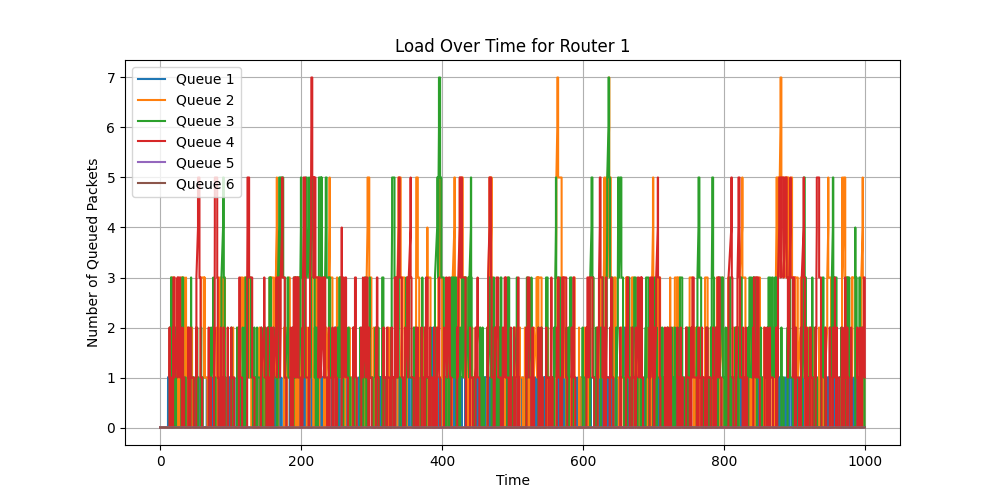 Load Over Time for Router 1
Number of Queued Packets
7
6
5
4
3
2
1
0
Queue 1
Queue 2
Queue 3
Queue 4
Queue 5
Queue 6
0 200 400 600 800 1000
Time